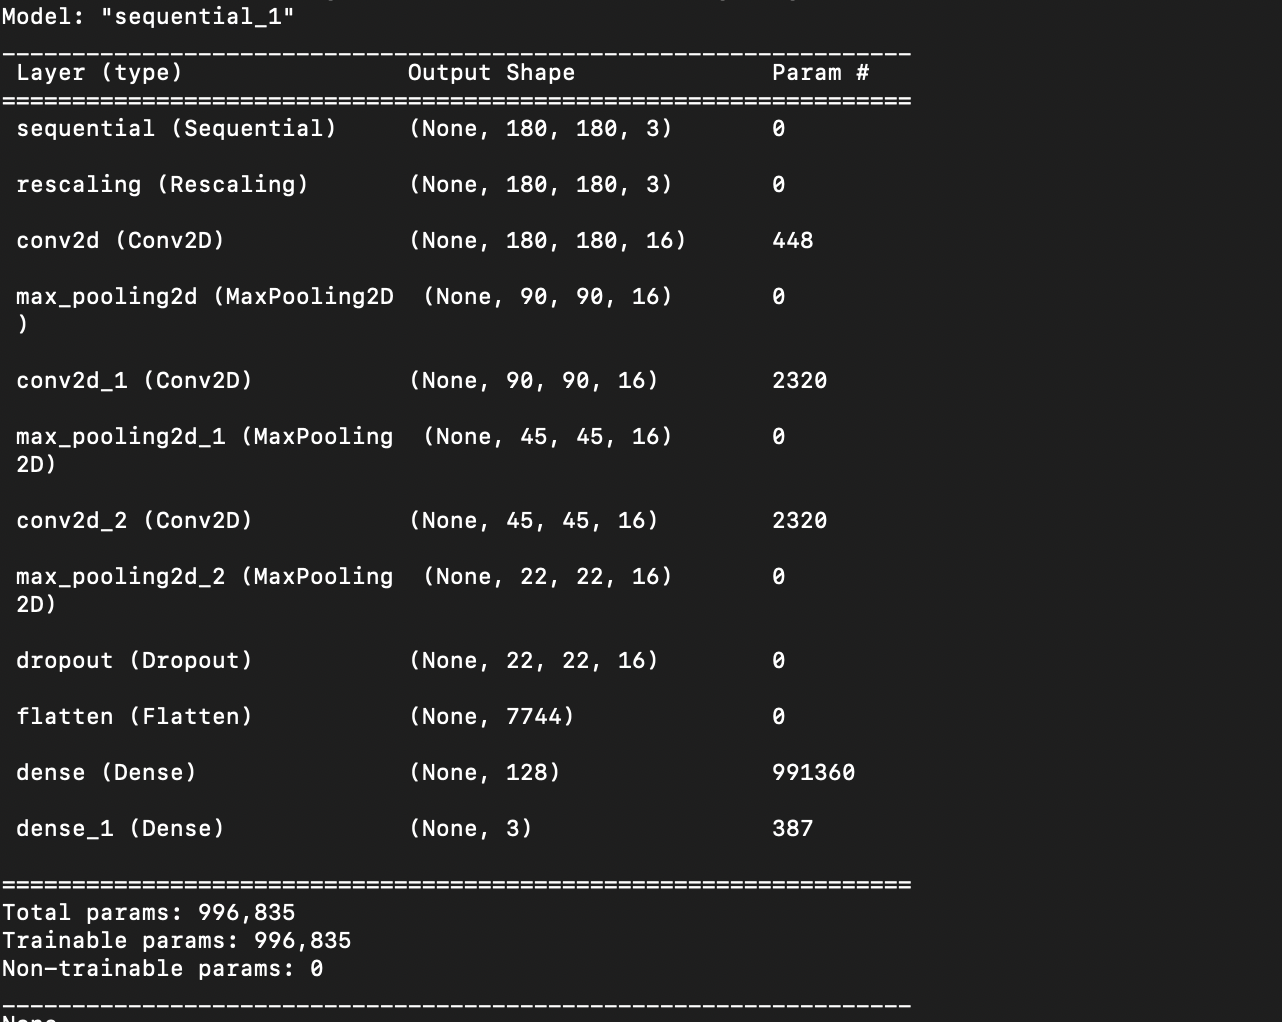 Model: "sequential_1"
_________________________________________________________________
Layer (type) Output Shape Param #
=================================================================
sequential (Sequential) (None, 180, 180, 3) 0
rescaling (Rescaling) (None, 180, 180, 3) 0
conv2d (Conv2D) (None, 180, 180, 16) 448
max_pooling2d (MaxPooling2D (None, 90, 90, 16) 0
)
conv2d_1 (Conv2D) (None, 90, 90, 16) 2320
max_pooling2d_1 (MaxPooling (None, 45, 45, 16) 0
2D)
conv2d_2 (Conv2D) (None, 45, 45, 16) 2320
max_pooling2d_2 (MaxPooling (None, 22, 22, 16) 0
2D)
dropout (Dropout) (None, 22, 22, 16) 0
flatten (Flatten) (None, 7744) 0
dense (Dense) (None, 128) 991360
dense_1 (Dense) (None, 3) 387
=================================================================
Total params: 996,835
Trainable params: 996,835
Non-trainable params: 0
_________________________________________________________________
None